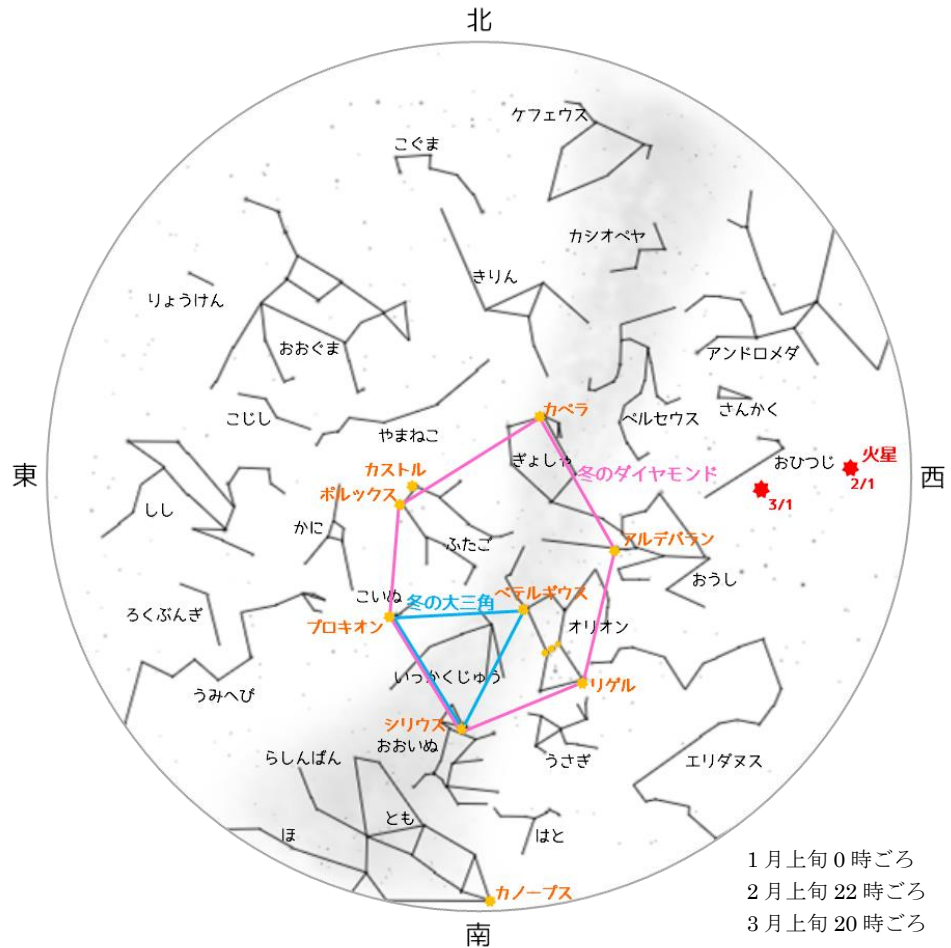 北
ケフェウス
こぐま
カシオペヤ
きりん
りょうけん
おおぐま
アンドロメダ
さんかく
こじし
ペルセウス
カペラ
やまねこ
火星
2/1
おひつじ
3/1
東
西
カストル
ポルックス
ぎょしゃ
冬のダイヤモンド
しし
かに
ふたご
アルデバラン
おうし
こいぬ
冬の大三角
ベテルギウス
ろくぶんぎ
プロキオン
オリオン
いっかくじゅう
リゲル
うみへび
シリウス
おおいぬ
らしんばん
うさぎ
エリダヌス
とも
ほ
はと
カノープス
南
1月上旬0時ごろ
2月上旬22時ごろ
3月上旬20時ごろ